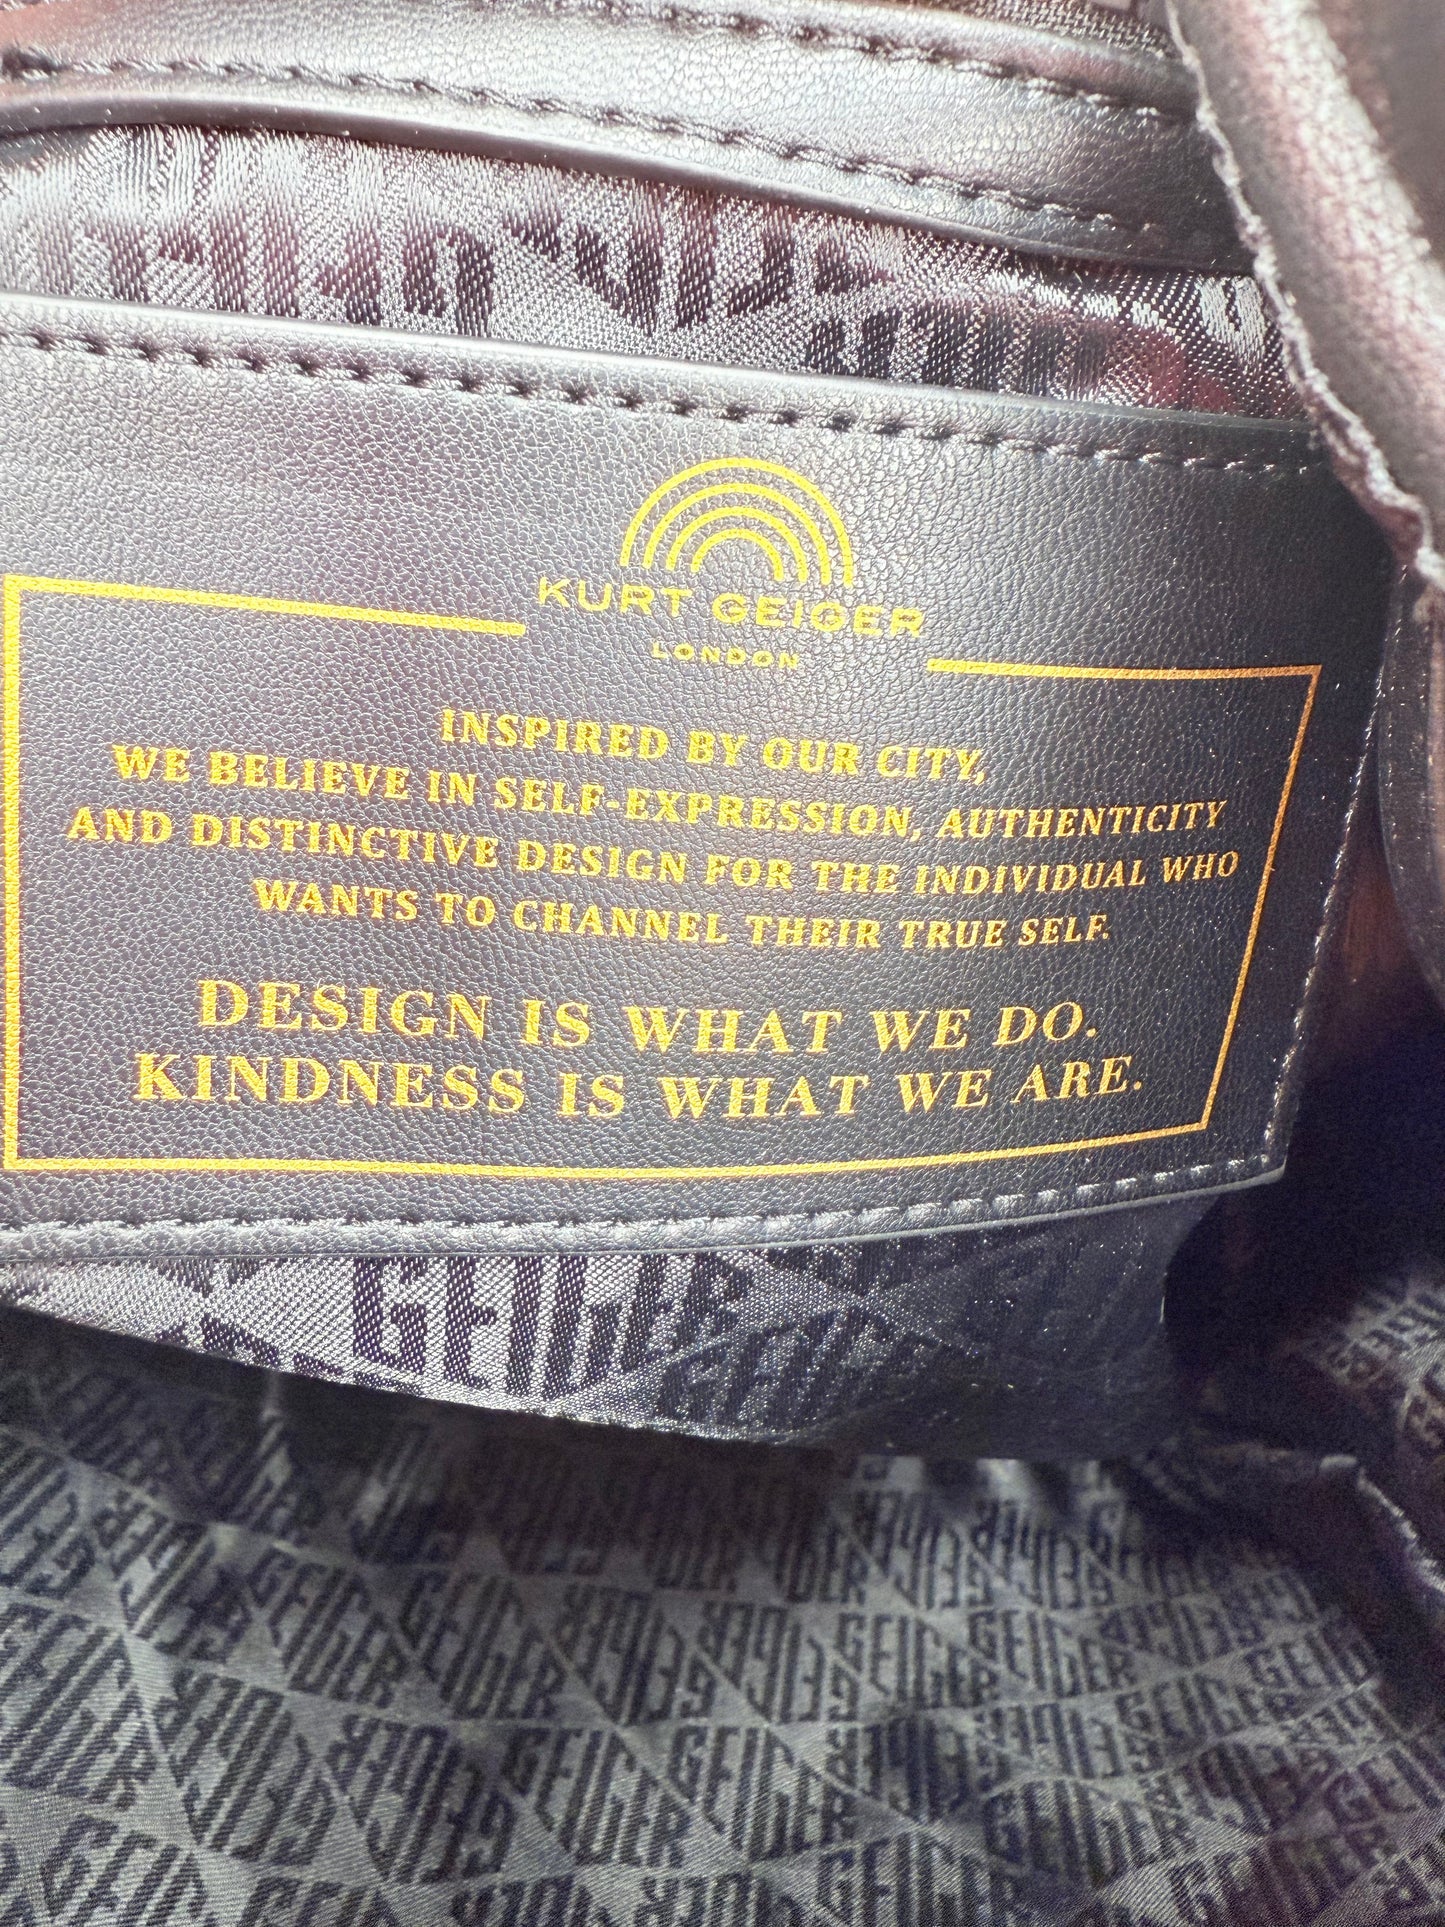 KURT GEIGER
LONDON
INSPIRED BY OUR CITY,
WE BELIEVE IN SELF-EXPRESSION, AUTHENTICITY
AND DISTINCTIVE DESIGN FOR THE INDIVIDUAL WHO
WANTS TO CHANNEL THEIR TRUE SELF.
DESIGN IS WHAT WE DO.
KINDNESS IS WHAT WE ARE.
GEIGER